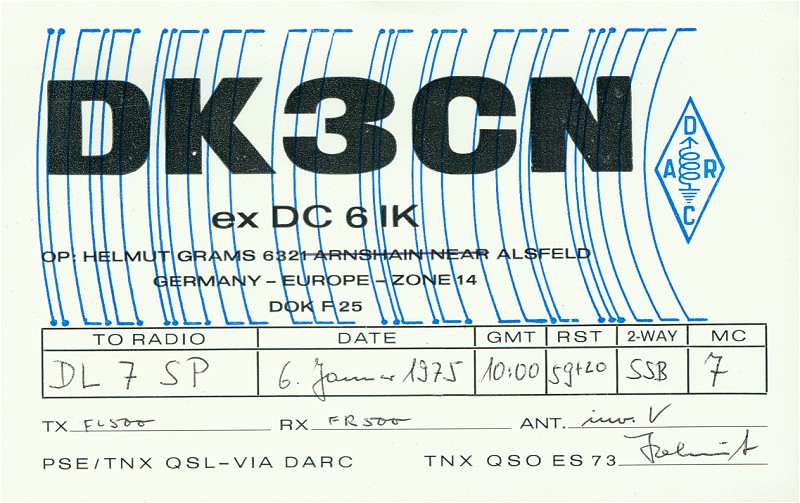 DK3CN
D
A R
C
ex DC 6 IK
OP: HELMUT GRAMS 6321 ARNSHAIN NEAR ALSFELD
GERMANY – EUROPE – ZONE 14
DOK F 25
TO RADIO DATE GMT RST 2-WAY MC
DL 7 SP 6. Januar 1975 10:00 59+20 SSB 7
TX FL500 RX FR500 ANT. inv. V
PSE/TNX QSL–VIA DARC TNX QSO ES 73 Helmut